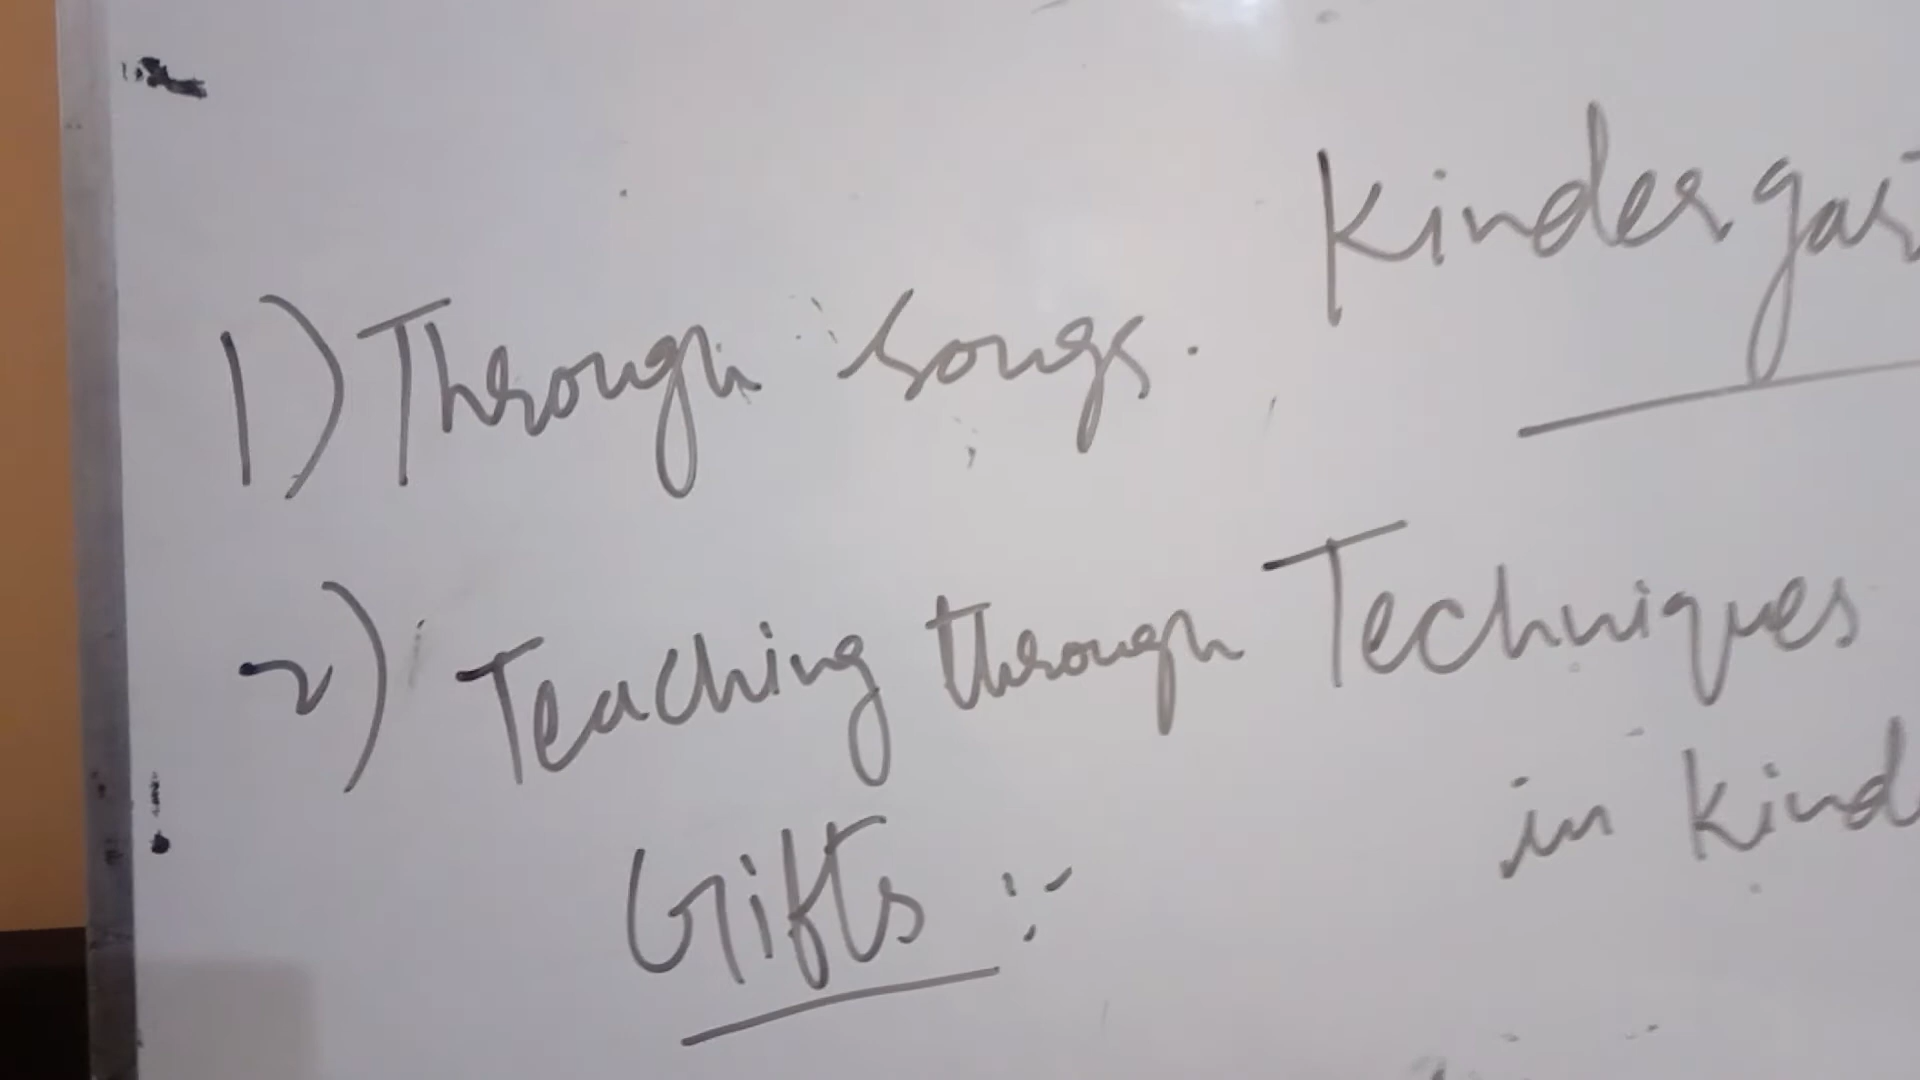 Kindergar
1) Through songs.
2) Teaching through Techniques
in Kind
Gifts :-